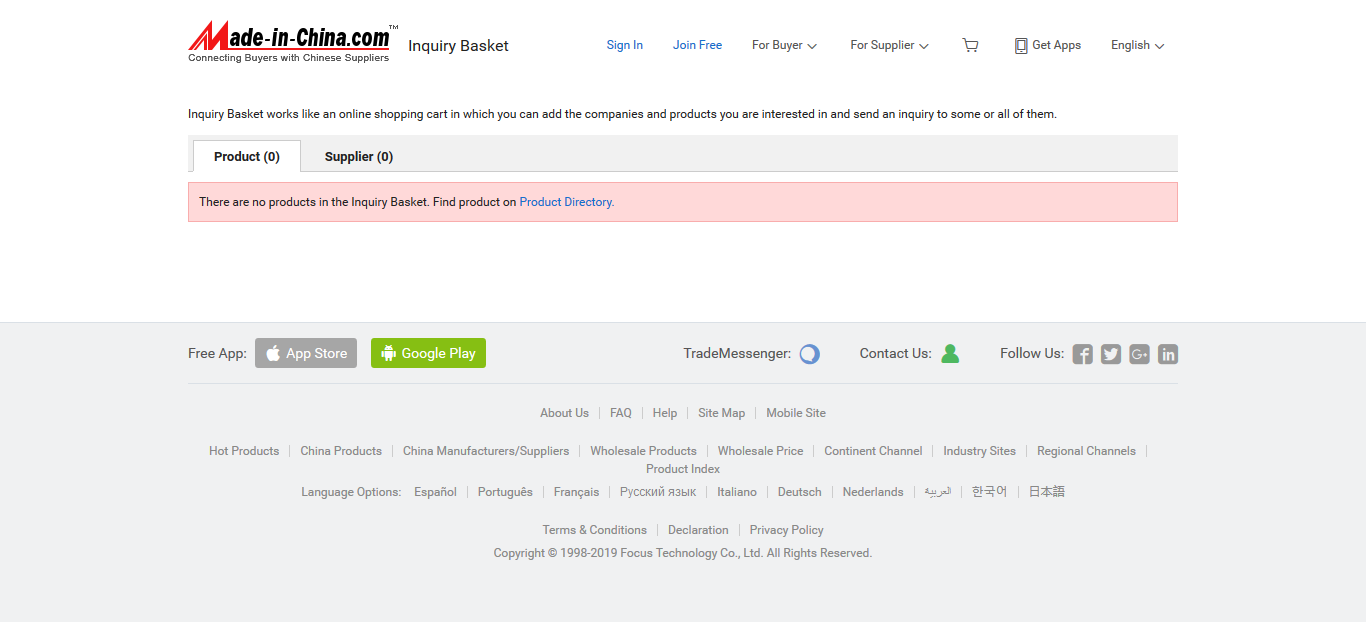 Made-in-China.com™
Connecting Buyers with Chinese Suppliers
Inquiry Basket
Sign In
Join Free
For Buyer
For Supplier
Get Apps
English
Inquiry Basket works like an online shopping cart in which you can add the companies and products you are interested in and send an inquiry to some or all of them.
Product (0)
Supplier (0)
There are no products in the Inquiry Basket. Find product on Product Directory.
Free App:
App Store
Google Play
TradeMessenger:
Contact Us:
Follow Us:
About Us
FAQ
Help
Site Map
Mobile Site
Hot Products
China Products
China Manufacturers/Suppliers
Wholesale Products
Wholesale Price
Continent Channel
Industry Sites
Regional Channels
Product Index
Language Options:
Español
Português
Français
Русский язык
Italiano
Deutsch
Nederlands
العربية
한국어
日本語
Terms & Conditions
Declaration
Privacy Policy
Copyright © 1998-2019 Focus Technology Co., Ltd. All Rights Reserved.